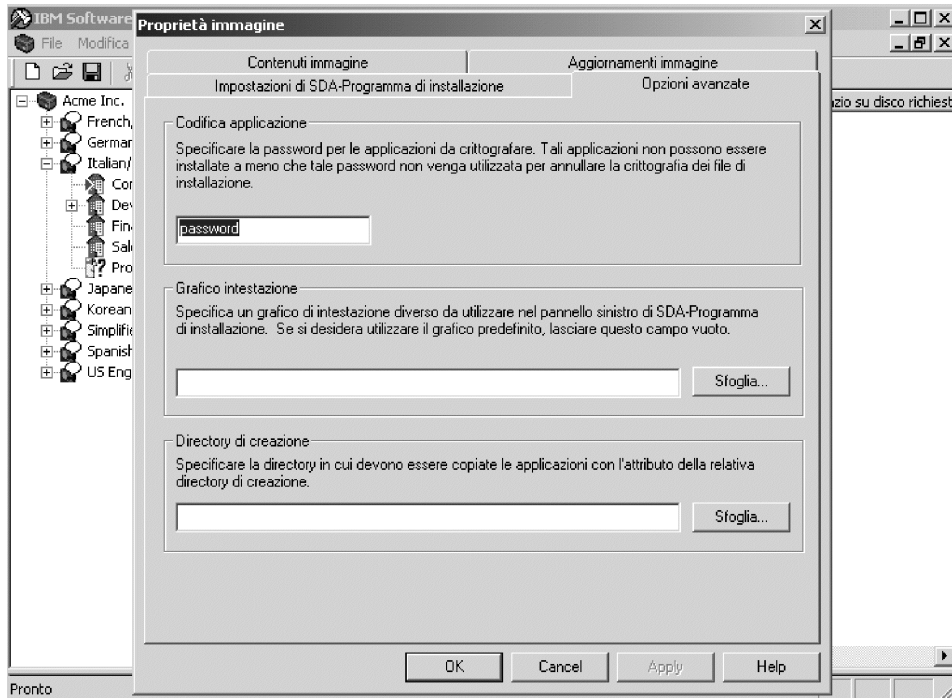 IBM Software
Proprietà immagine
File Modifica
Contenuti immagine
Aggiornamenti immagine
Impostazioni di SDA-Programma di installazione
Opzioni avanzate
Acme Inc.
French,
German
Italian/
Cor
Dev
Fin
Sale
Pro
Japane
Korean
Simplifie
Spanish
US Eng
zio su disco richiest
Codifica applicazione
Specificare la password per le applicazioni da crittografare. Tali applicazioni non possono essere
installate a meno che tale password non venga utilizzata per annullare la crittografia dei file di
installazione.
password
Grafico intestazione
Specifica un grafico di intestazione diverso da utilizzare nel pannello sinistro di SDA-Programma
di installazione. Se si desidera utilizzare il grafico predefinito, lasciare questo campo vuoto.
Sfoglia...
Directory di creazione
Specificare la directory in cui devono essere copiate le applicazioni con l'attributo della relativa
directory di creazione.
Sfoglia...
OK
Cancel
Apply
Help
Pronto